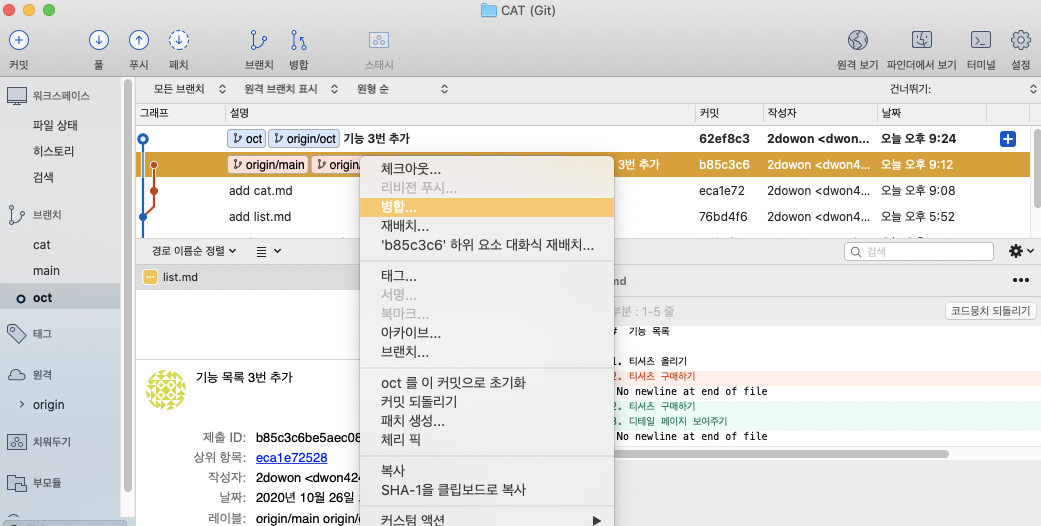 CAT (Git)
커밋 풀 푸시 페치 브랜치 병합 스태시 원격 보기 파인더에서 보기 터미널 설정
워크스페이스
파일 상태
히스토리
검색
브랜치
cat
main
oct
태그
원격
origin
치워두기
부모듈
모든 브랜치 원격 브랜치 표시 원형 순 건너뛰기:
그래프 설명 커밋 작성자 날짜
oct origin/oct 기능 3번 추가 62ef8c3 2dowon <dwon... 오늘 오후 9:24
origin/main origin/ 3번 추가 b85c3c6 2dowon <dwon4... 오늘 오후 9:12
add cat.md eca1e72 2dowon <dwon4... 오늘 오후 9:08
add list.md 76bd4f6 2dowon <dwon4... 오늘 오후 5:52
경로 이름순 정렬 검색
list.md
기능 목록 3번 추가
제출 ID: b85c3c6be5aec08
상위 항목: eca1e72528
작성자: 2dowon <dwon424
날짜: 2020년 10월 26일
레이블: origin/main origin/
체크아웃...
리비전 푸시...
병합...
재배치...
'b85c3c6' 하위 요소 대화식 재배치...
태그...
서명...
북마크...
아카이브...
브랜치...
oct 를 이 커밋으로 초기화
커밋 되돌리기
패치 생성...
체리 픽
복사
SHA-1을 클립보드로 복사
커스텀 액션
md
부분 : 1-5 줄 코드뭉치 되돌리기
# 기능 목록
1. 티셔츠 올리기
2. 티셔츠 구매하기
No newline at end of file
2. 티셔츠 구매하기
3. 디테일 페이지 보여주기
No newline at end of file